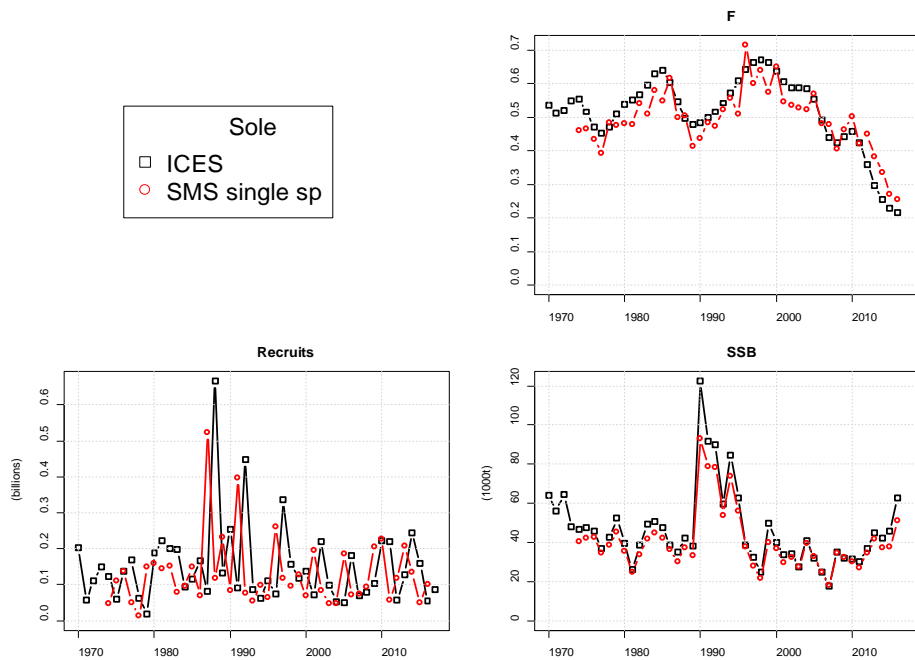 F
Sole
ICES
SMS single sp
0.0 0.1 0.2 0.3 0.4 0.5 0.6 0.7
1970 1980 1990 2000 2010
Recruits
(billions)
0.0 0.1 0.2 0.3 0.4 0.5 0.6
1970 1980 1990 2000 2010
SSB
(1000t)
0 20 40 60 80 100 120
1970 1980 1990 2000 2010